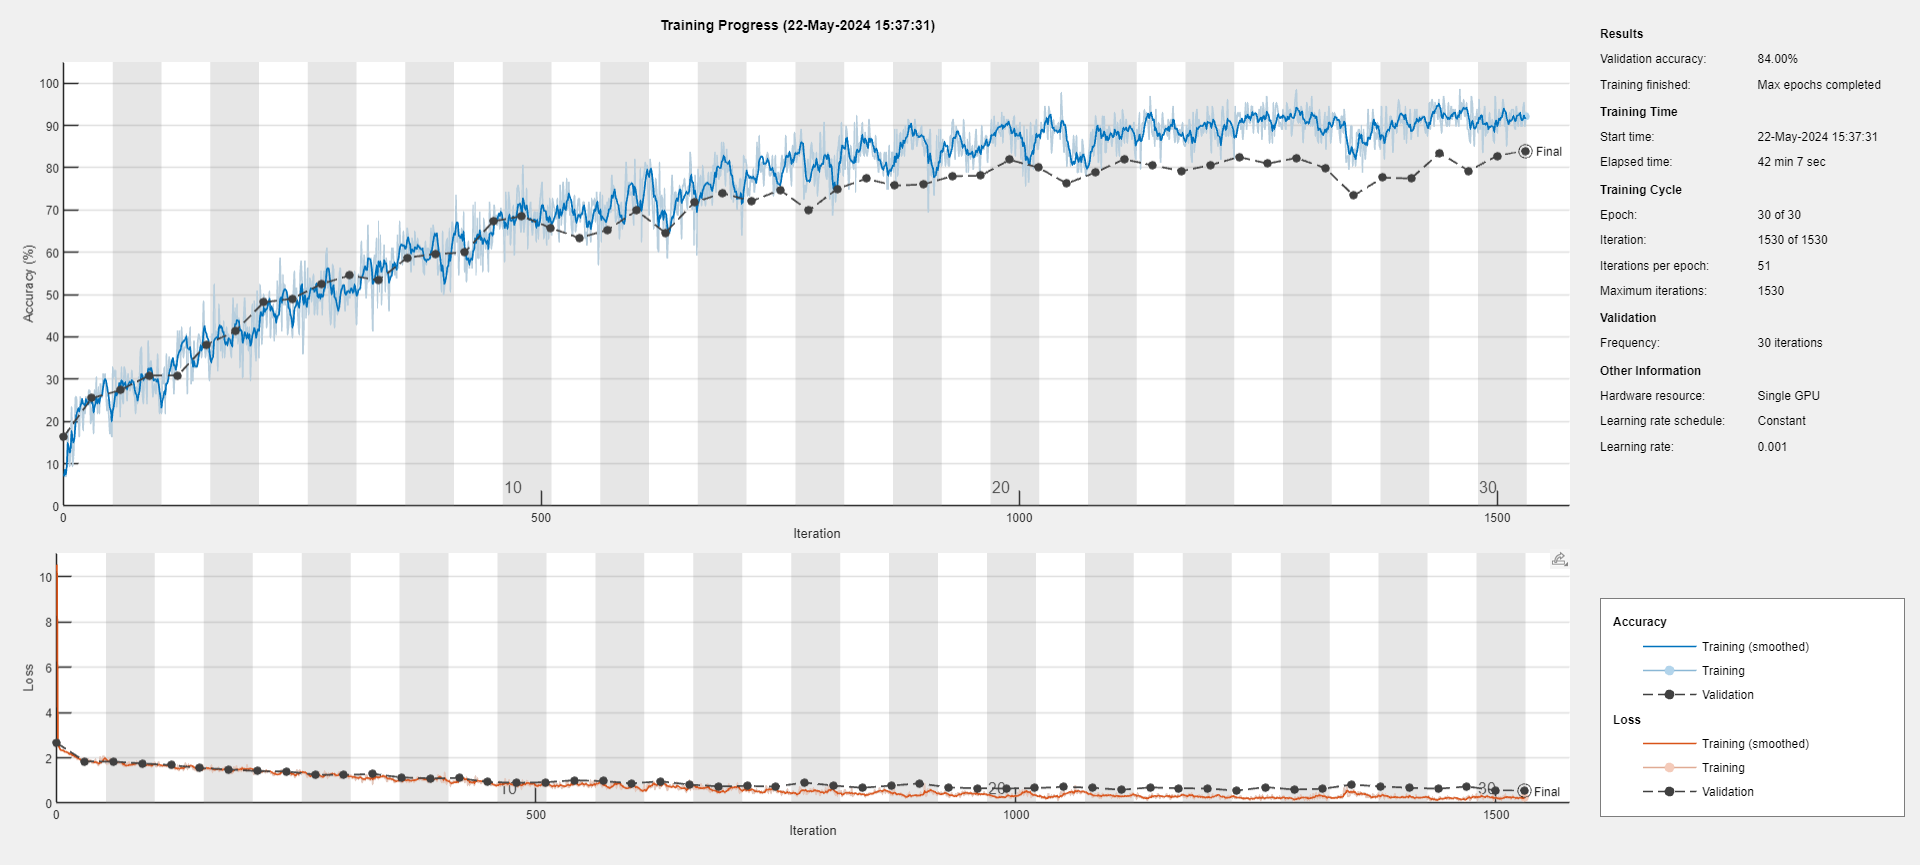 Training Progress (22-May-2024 15:37:31)
100
90
80
70
60
50
40
30
20
10
0
Accuracy (%)
10
20
30
Final
0
500
1000
1500
Iteration
10
8
6
4
2
0
Loss
10
20
30
Final
0
500
1000
1500
Iteration
Results
Validation accuracy: 84.00%
Training finished: Max epochs completed
Training Time
Start time: 22-May-2024 15:37:31
Elapsed time: 42 min 7 sec
Training Cycle
Epoch: 30 of 30
Iteration: 1530 of 1530
Iterations per epoch: 51
Maximum iterations: 1530
Validation
Frequency: 30 iterations
Other Information
Hardware resource: Single GPU
Learning rate schedule: Constant
Learning rate: 0.001
Accuracy
Training (smoothed)
Training
Validation
Loss
Training (smoothed)
Training
Validation